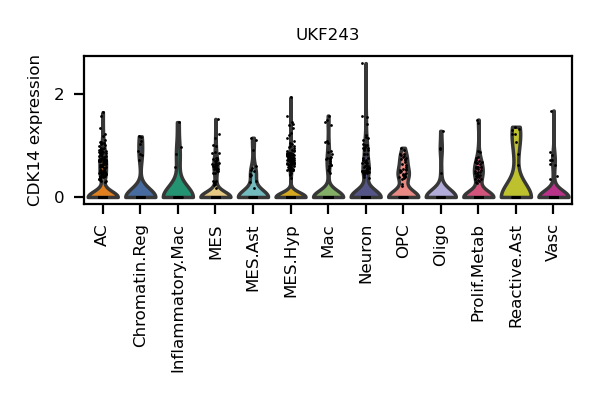 UKF243
CDK14 expression
2
0
AC
Chromatin.Reg
Inflammatory.Mac
MES
MES.Ast
MES.Hyp
Mac
Neuron
OPC
Oligo
Prolif.Metab
Reactive.Ast
Vasc